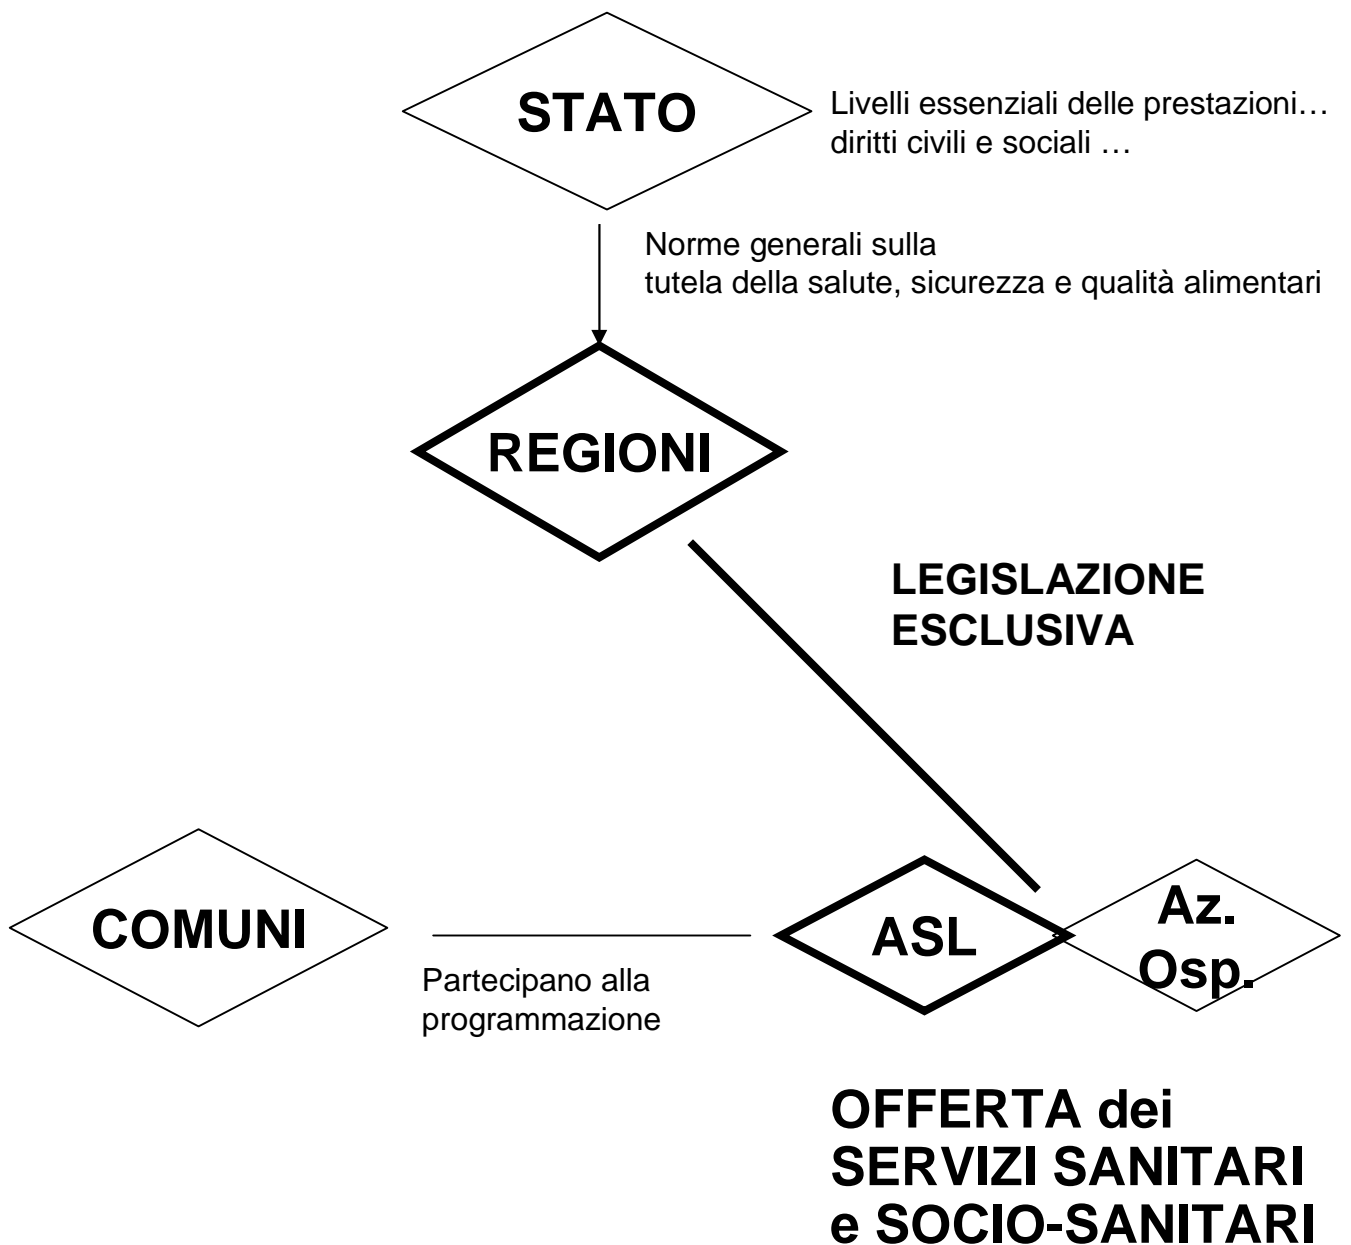 STATO
Livelli essenziali delle prestazioni…
diritti civili e sociali …
Norme generali sulla
tutela della salute, sicurezza e qualità alimentari
REGIONI
LEGISLAZIONE
ESCLUSIVA
COMUNI
Partecipano alla
programmazione
ASL
Az.
Osp.
OFFERTA dei
SERVIZI SANITARI
e SOCIO-SANITARI